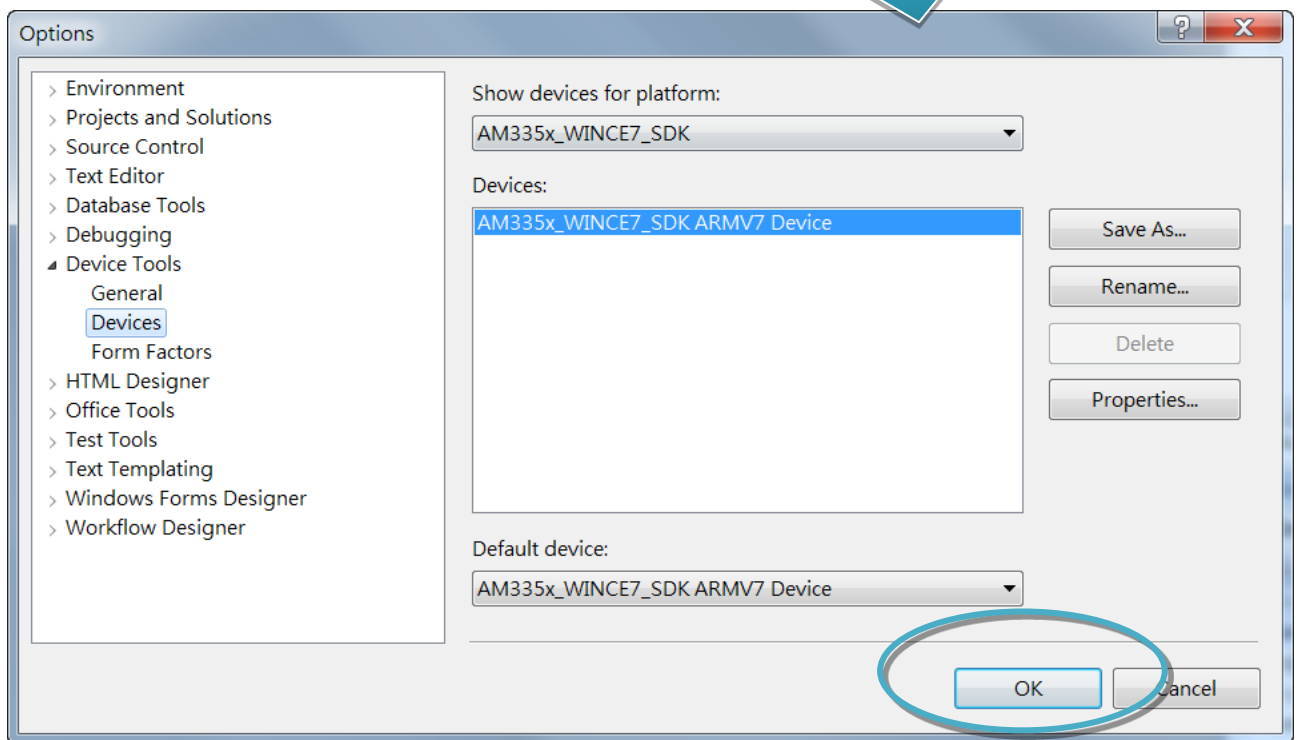 Options
Environment
Projects and Solutions
Source Control
Text Editor
Database Tools
Debugging
Device Tools
General
Devices
Form Factors
HTML Designer
Office Tools
Test Tools
Text Templating
Windows Forms Designer
Workflow Designer
Show devices for platform:
AM335x_WINCE7_SDK
Devices:
AM335x_WINCE7_SDK ARMV7 Device
Save As...
Rename...
Delete
Properties...
Default device:
AM335x_WINCE7_SDK ARMV7 Device
OK
Cancel